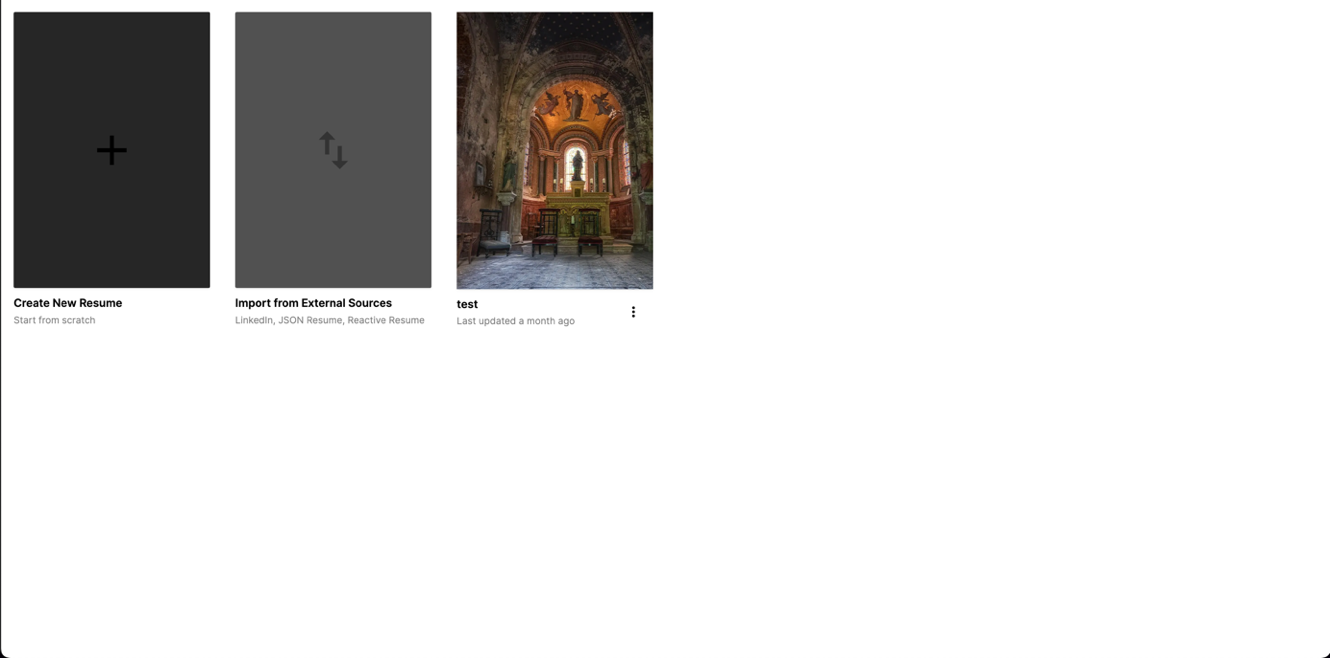 Create New Resume
Start from scratch
Import from External Sources
LinkedIn, JSON Resume, Reactive Resume
test
Last updated a month ago